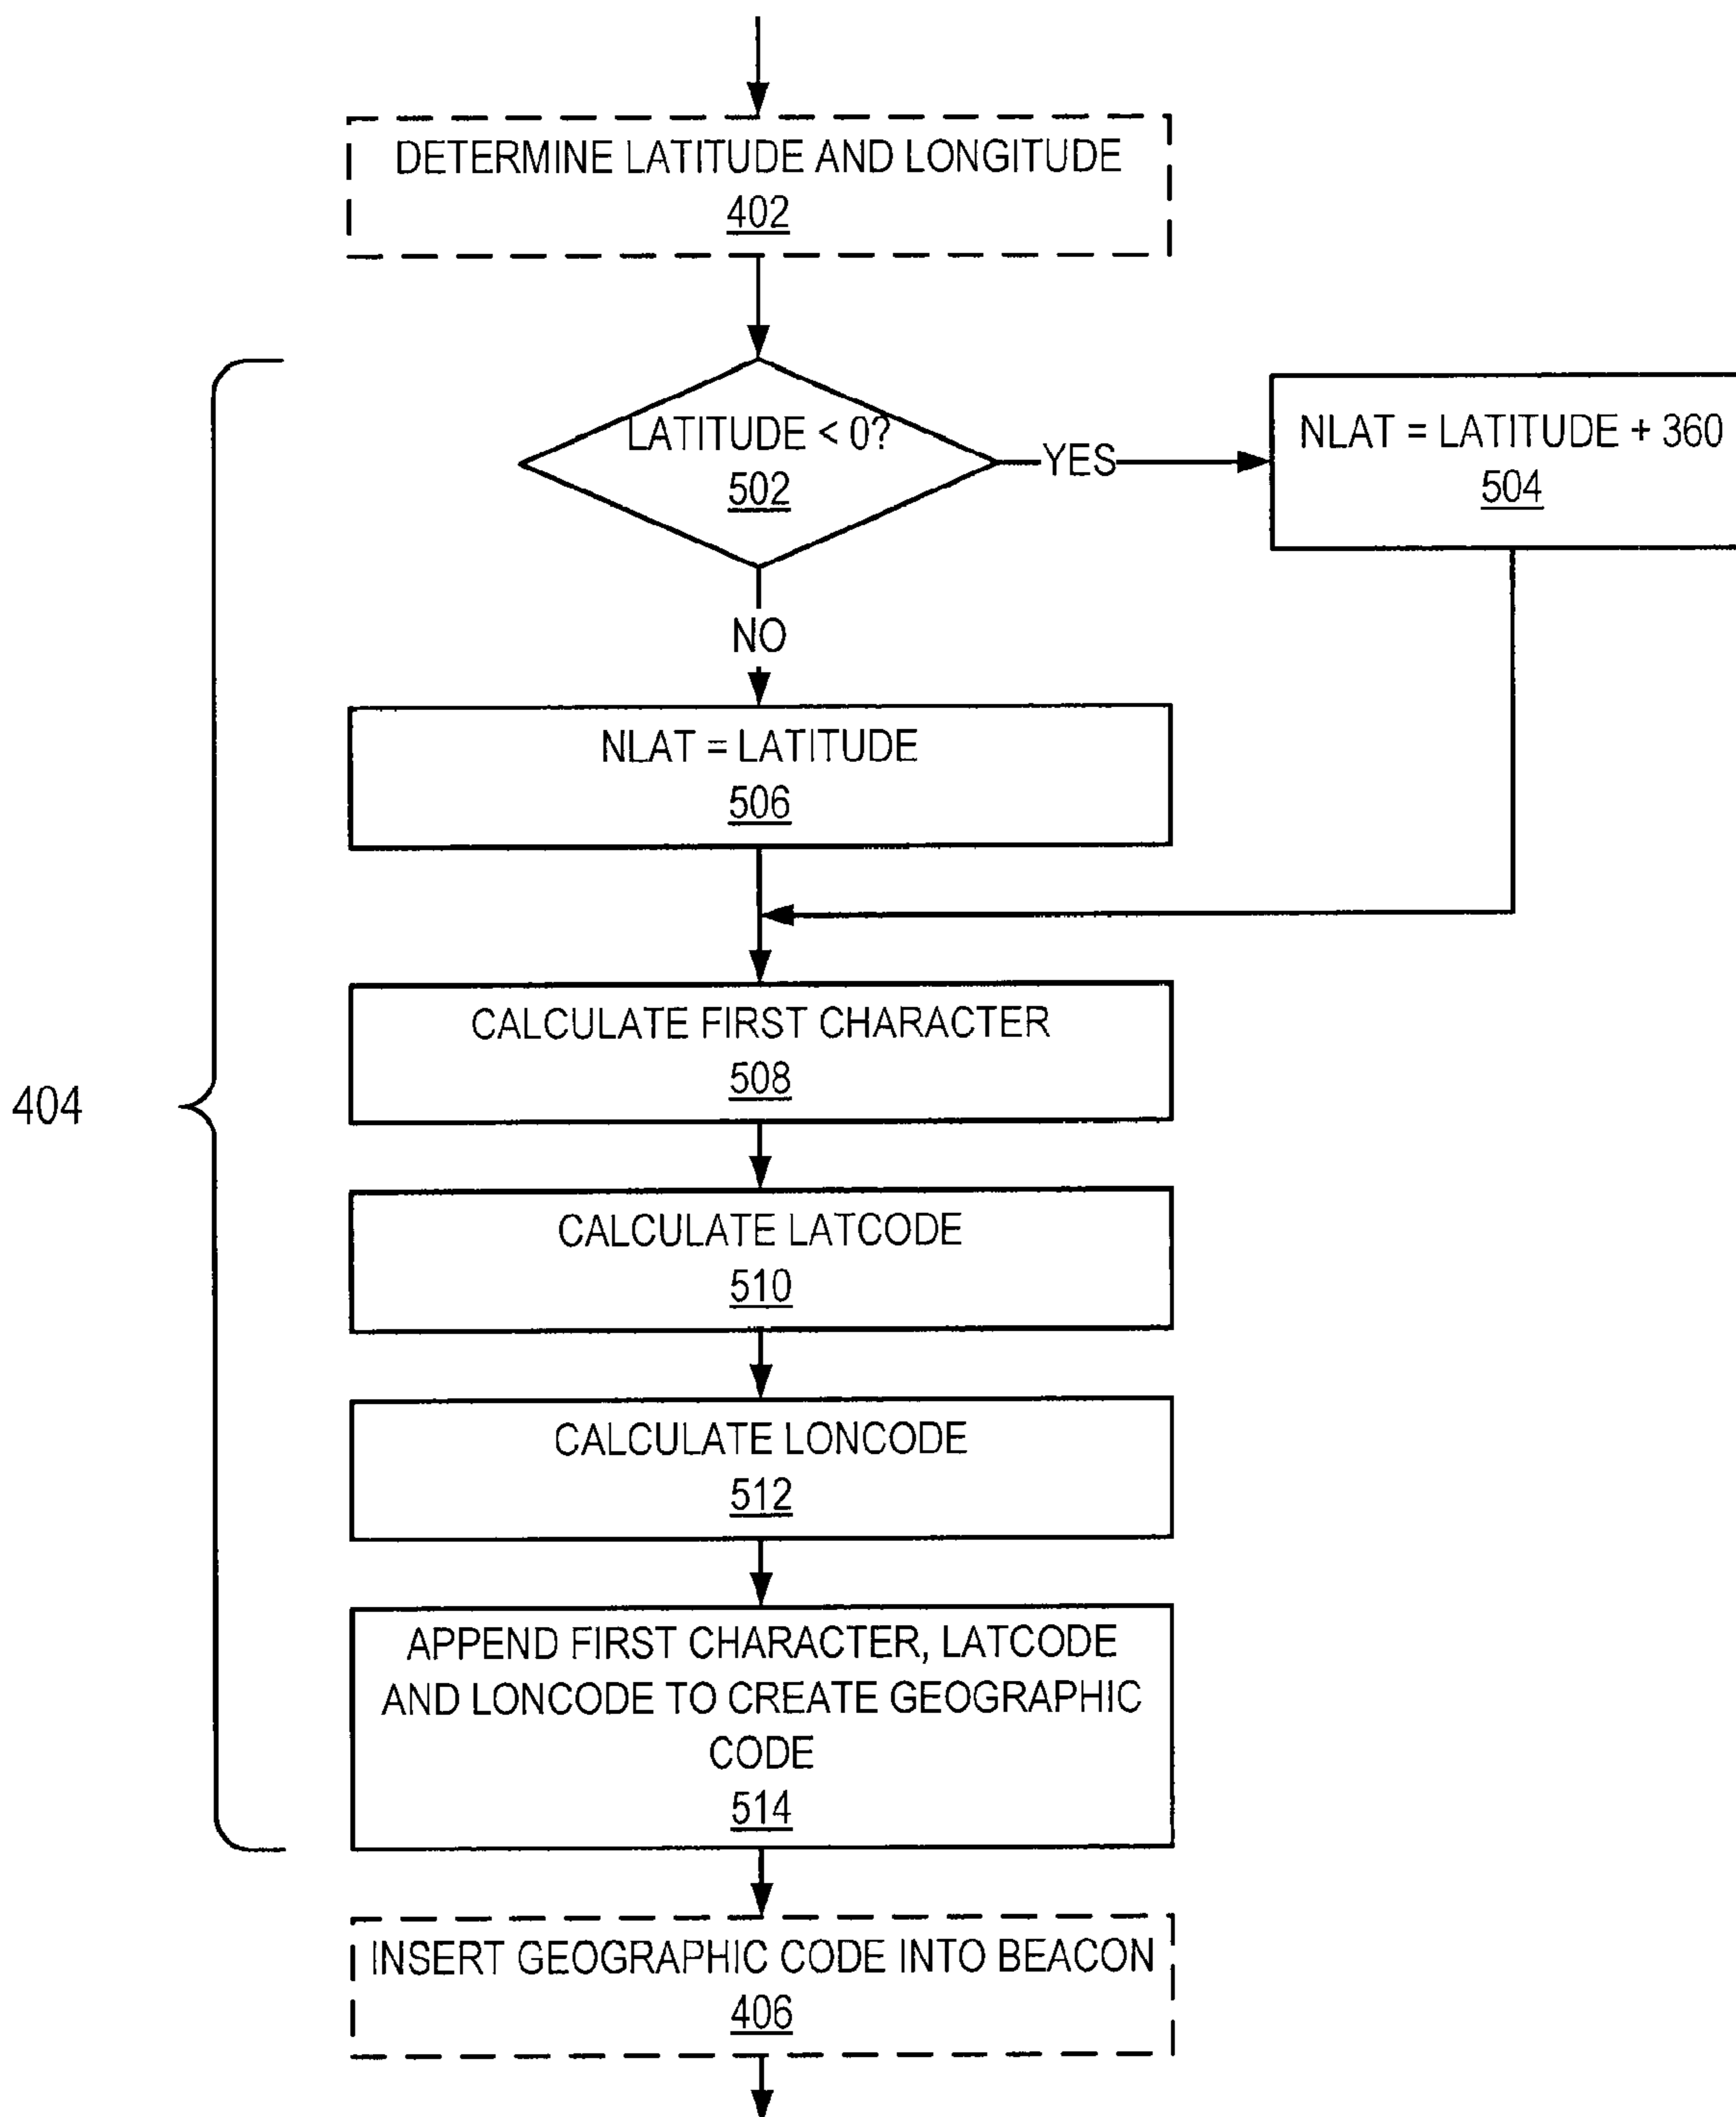 DETERMINE LATITUDE AND LONGITUDE
402
LATITUDE < 0?
502
YES
NLAT = LATITUDE + 360
504
NO
NLAT = LATITUDE
506
CALCULATE FIRST CHARACTER
508
404
CALCULATE LATCODE
510
CALCULATE LONCODE
512
APPEND FIRST CHARACTER, LATCODE
AND LONCODE TO CREATE GEOGRAPHIC
CODE
514
INSERT GEOGRAPHIC CODE INTO BEACON
406